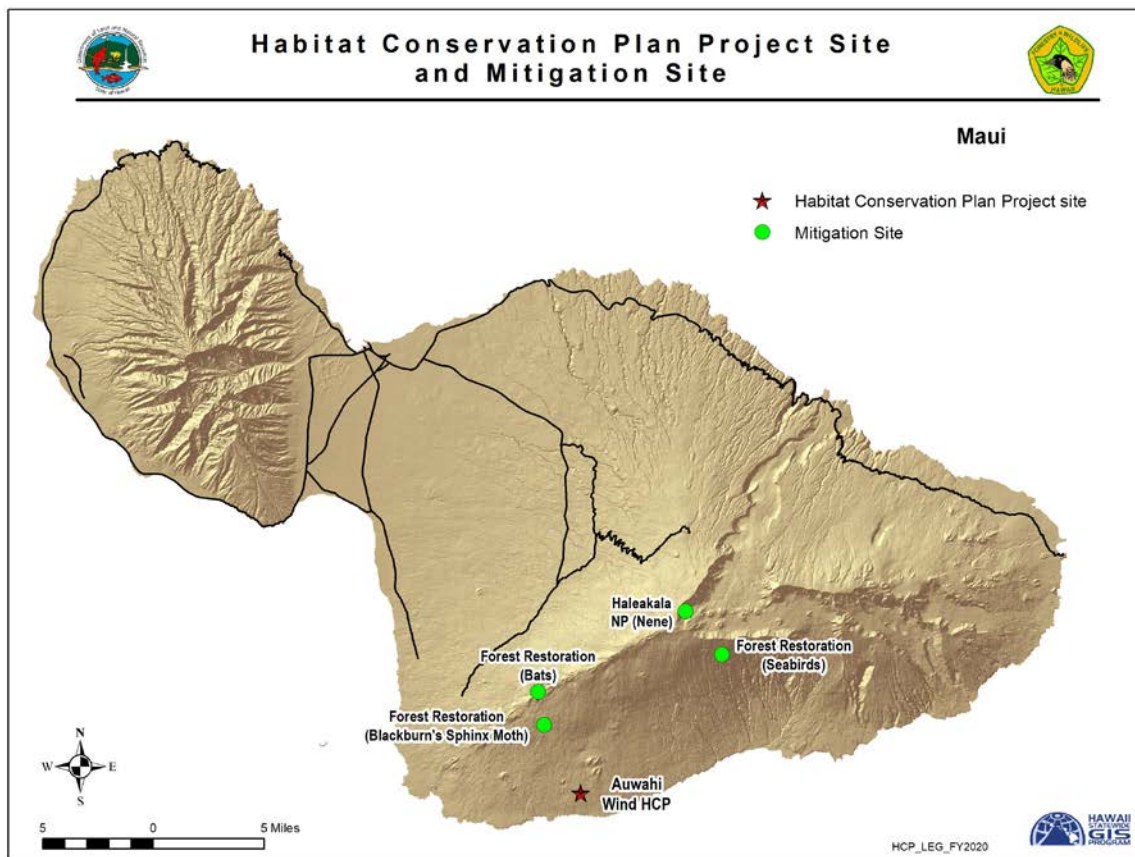 Habitat Conservation Plan Project Site
and Mitigation Site
Maui
Habitat Conservation Plan Project site
Mitigation Site
Haleakala
NP (Nene)
Forest Restoration
(Seabirds)
Forest Restoration
(Bats)
Forest Restoration
(Blackburn's Sphinx Moth)
Auwahi
Wind HCP
N
W E
S
5 0 5 Miles
HCP_LEG_FY2020
HAWAII
STATEWIDE
GIS
PROGRAM